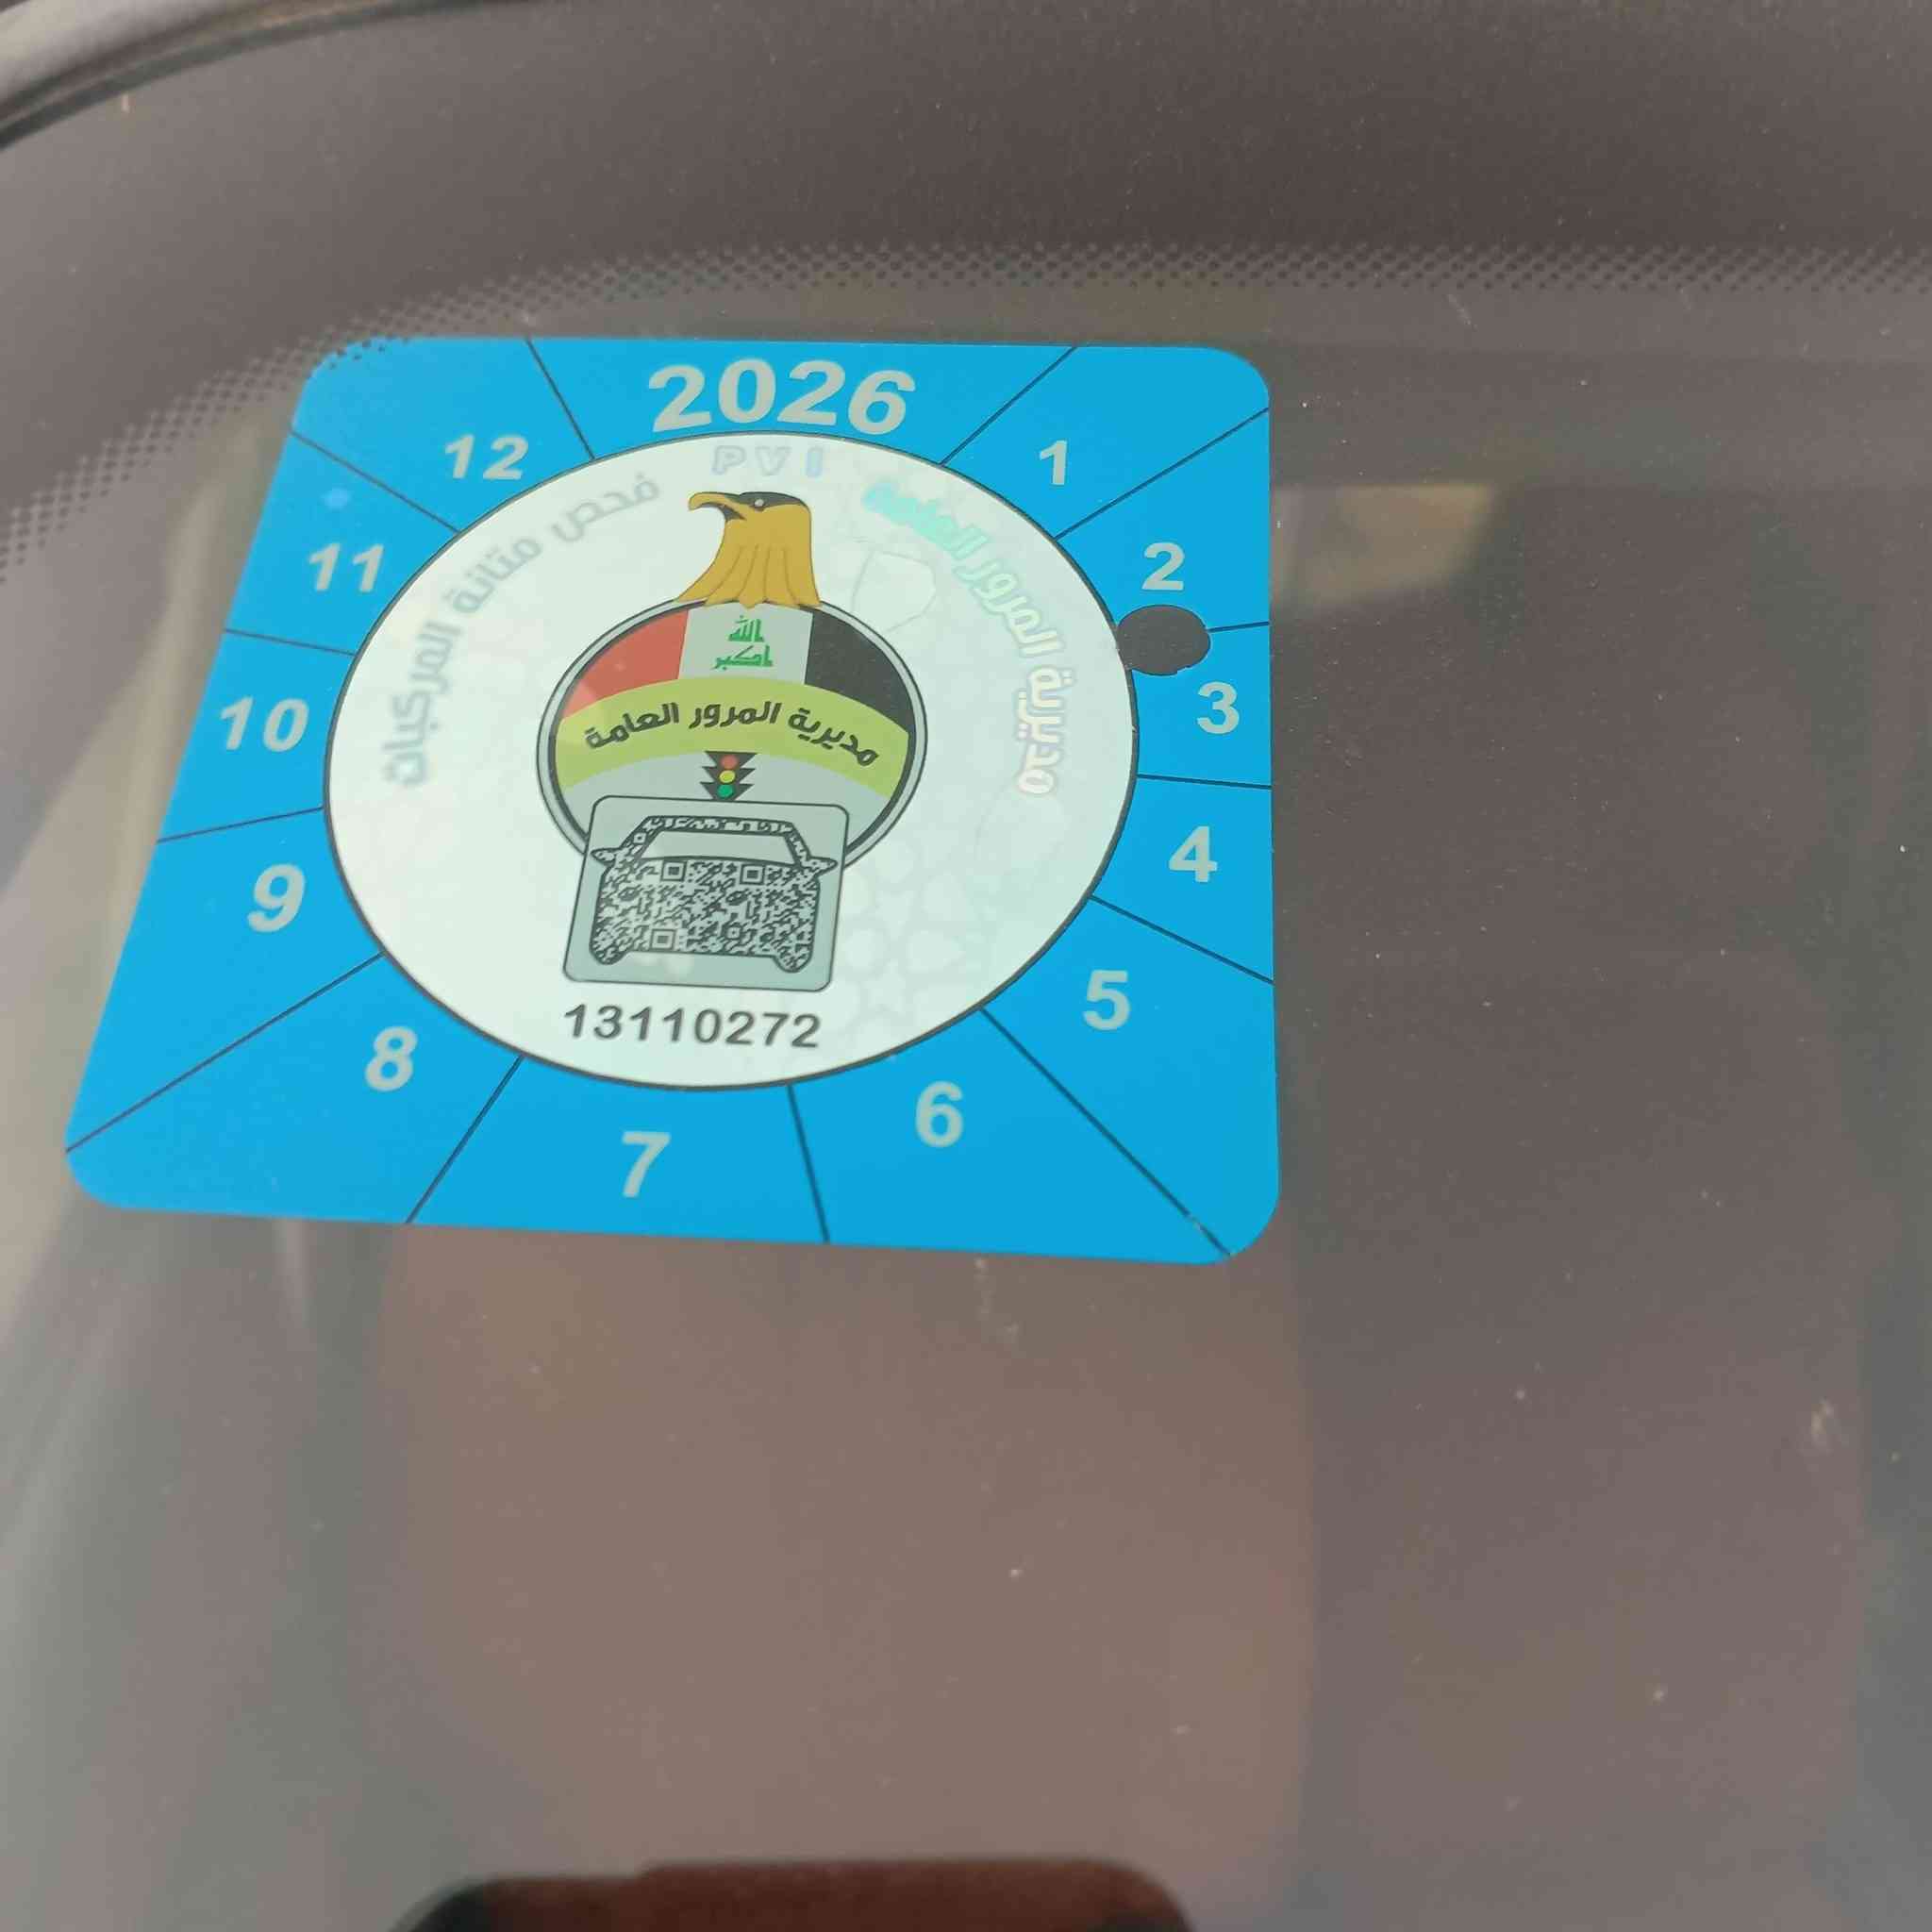 2026
1
2
3
4
5
6
7
8
9
10
11
12
PVI
فحص متانة المركبات
مديرية المرور العامة
الله
اكبر
مديرية المرور العامة
13110272